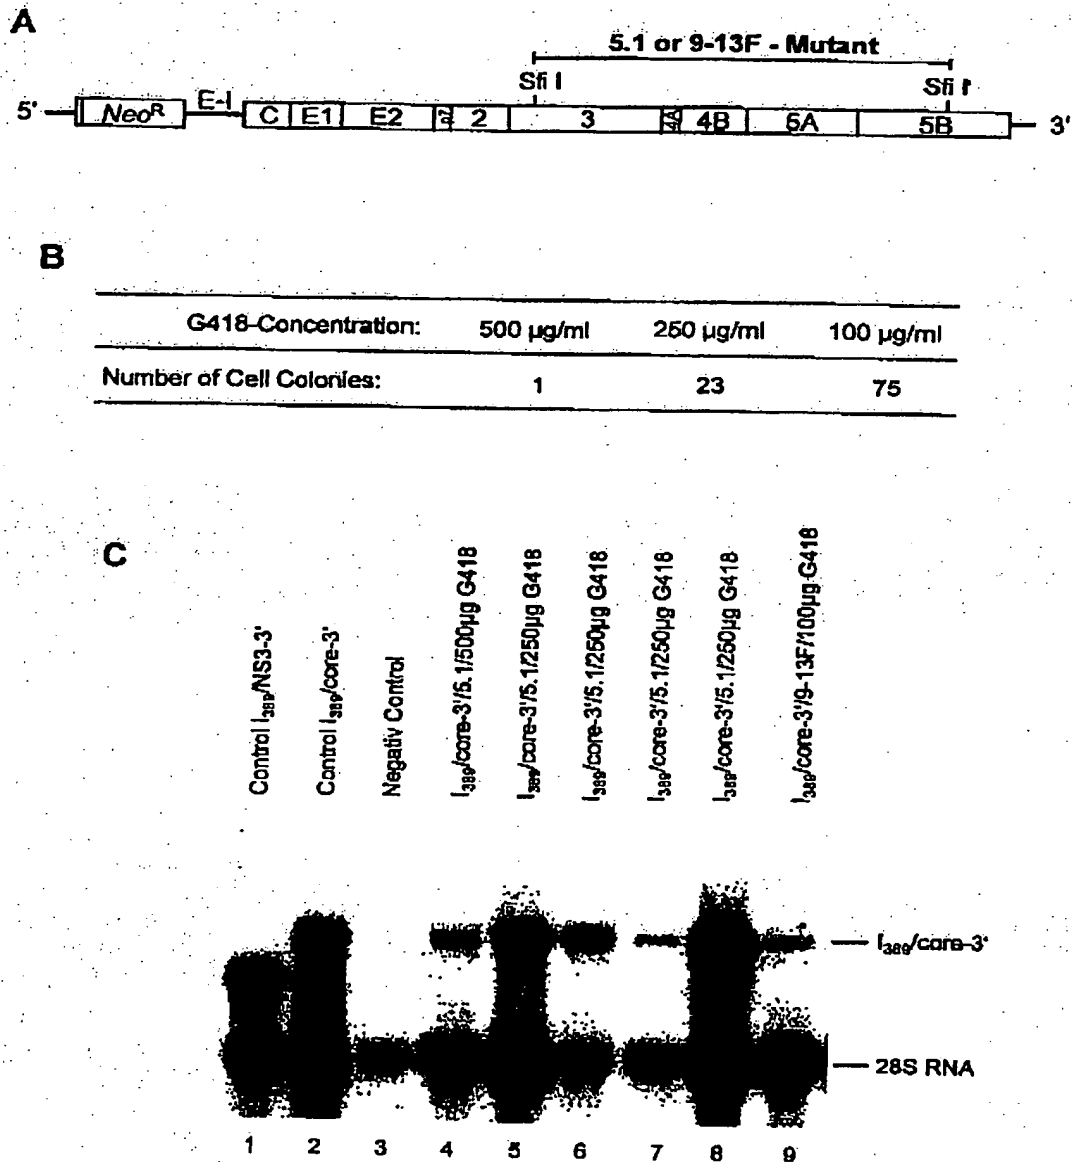 A
5.1 or 9-13F - Mutant
Sfi I Sfi I
5' Neo^R E-I C E1 E2 p7 2 3 4A 4B 5A 5B 3'
B
G418-Concentration: 500 µg/ml 250 µg/ml 100 µg/ml
Number of Cell Colonies: 1 23 75
C
Control I₃₈₉/NS3-3'
Control I₃₈₉/core-3'
Negativ Control
I₃₈₉/core-3'/5.1/500µg G418
I₃₈₉/core-3'/5.1/250µg G418
I₃₈₉/core-3'/5.1/250µg G418
I₃₈₉/core-3'/5.1/250µg G418
I₃₈₉/core-3'/5.1/250µg G418
I₃₈₉/core-3'/9-13F/100µg G418
I₃₈₉/core-3'
28S RNA
1 2 3 4 5 6 7 8 9